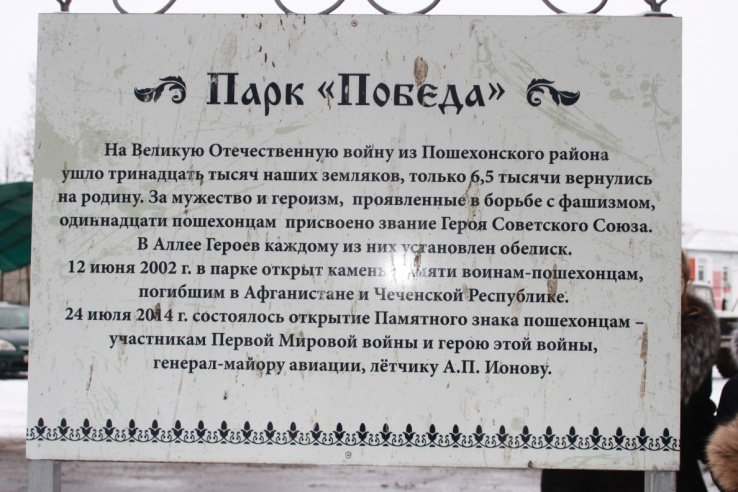 Парк «Победа»
На Великую Отечественную войну из Пошехонского района
ушло тринадцать тысяч наших земляков, только 6,5 тысячи вернулись
на родину. За мужество и героизм, проявленные в борьбе с фашизмом,
одиннадцати пошехонцам присвоено звание Героя Советского Союза.
В Аллее Героев каждому из них установлен обелиск.
12 июня 2002 г. в парке открыт камень памяти воинам-пошехонцам,
погибшим в Афганистане и Чеченской Республике.
24 июля 2014 г. состоялось открытие Памятного знака пошехонцам –
участникам Первой Мировой войны и герою этой войны,
генерал-майору авиации, лётчику А.П. Ионову.